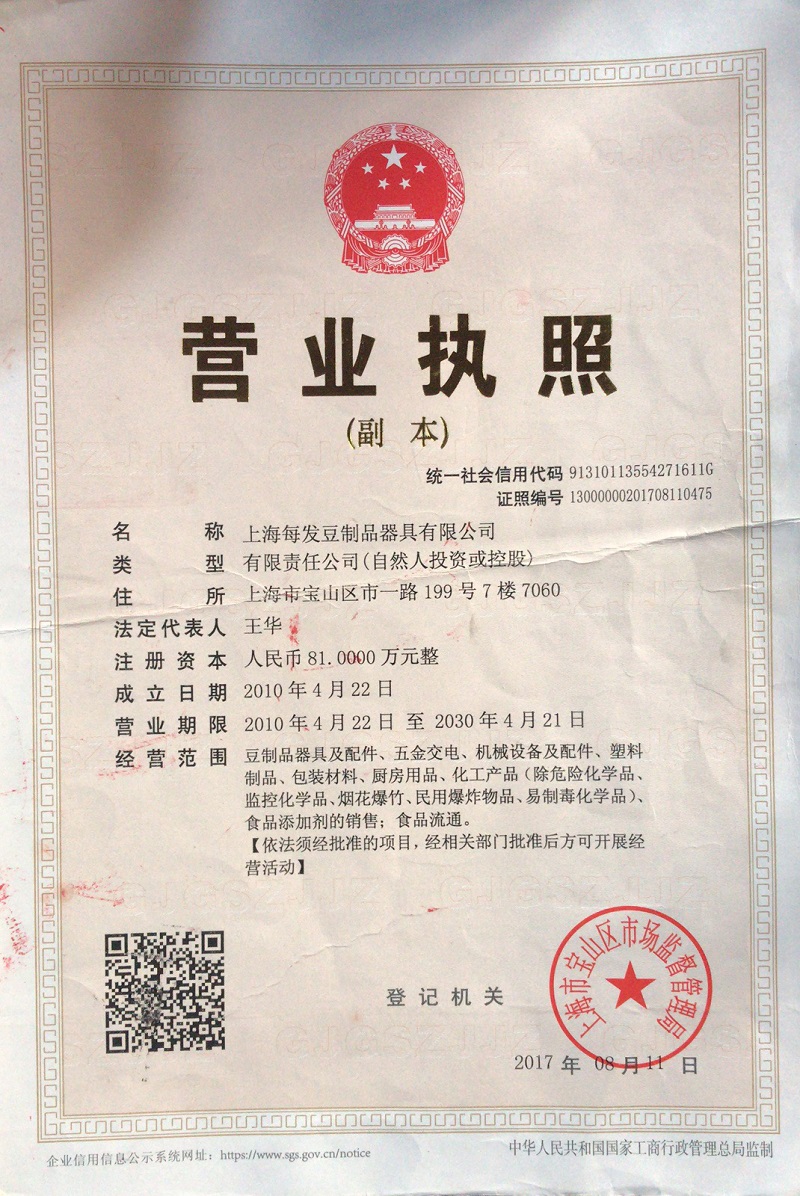 营业执照
(副 本)
统一社会信用代码 91310113554271611G
证照编号 13000000201708110475
名 称 上海每发豆制品器具有限公司
类 型 有限责任公司(自然人投资或控股)
住 所 上海市宝山区市一路199号7楼7060
法定代表人 王华
注册资本 人民币81.0000万元整
成立日期 2010年4月22日
营业期限 2010年4月22日 至 2030年4月21日
经营范围 豆制品器具及配件、五金交电、机械设备及配件、塑料
制品、包装材料、厨房用品、化工产品(除危险化学品、
监控化学品、烟花爆竹、民用爆炸物品、易制毒化学品)、
食品添加剂的销售; 食品流通。
【依法须经批准的项目,经相关部门批准后方可开展经
营活动】
上海市宝山区市场监督管理局
登记机关
2017 年 08 月 11 日
企业信用信息公示系统网址: https://www.sgs.gov.cn/notice
中华人民共和国国家工商行政管理总局监制